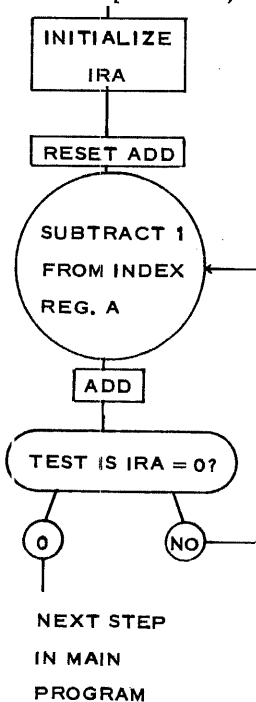 INITIALIZE
IRA
RESET ADD
SUBTRACT 1
FROM INDEX
REG. A
ADD
TEST IS IRA = 0?
0
NO
NEXT STEP
IN MAIN
PROGRAM